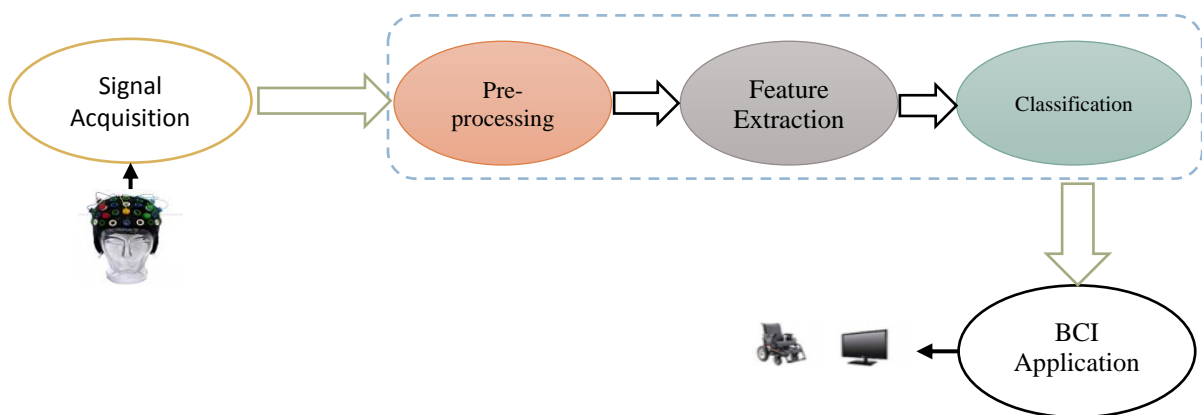 Signal
Acquisition
Pre-
processing
Feature
Extraction
Classification
BCI
Application